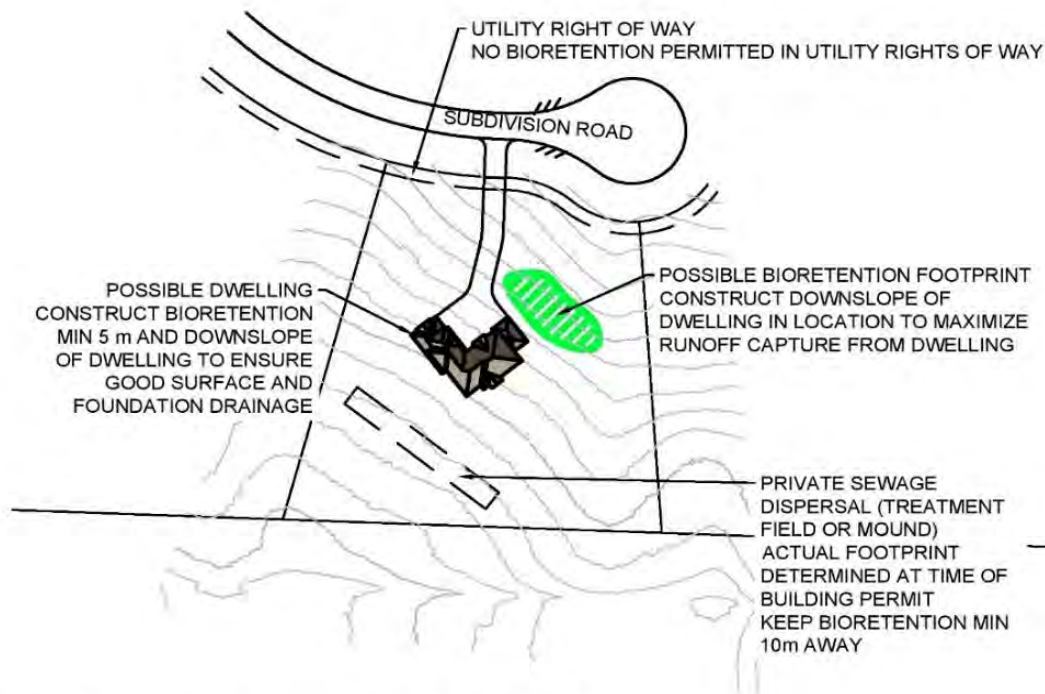 UTILITY RIGHT OF WAY
NO BIORETENTION PERMITTED IN UTILITY RIGHTS OF WAY
SUBDIVISION ROAD
POSSIBLE DWELLING
CONSTRUCT BIORETENTION
MIN 5 m AND DOWNSLOPE
OF DWELLING TO ENSURE
GOOD SURFACE AND
FOUNDATION DRAINAGE
POSSIBLE BIORETENTION FOOTPRINT
CONSTRUCT DOWNSLOPE OF
DWELLING IN LOCATION TO MAXIMIZE
RUNOFF CAPTURE FROM DWELLING
PRIVATE SEWAGE
DISPERSAL (TREATMENT
FIELD OR MOUND)
ACTUAL FOOTPRINT
DETERMINED AT TIME OF
BUILDING PERMIT
KEEP BIORETENTION MIN
10m AWAY